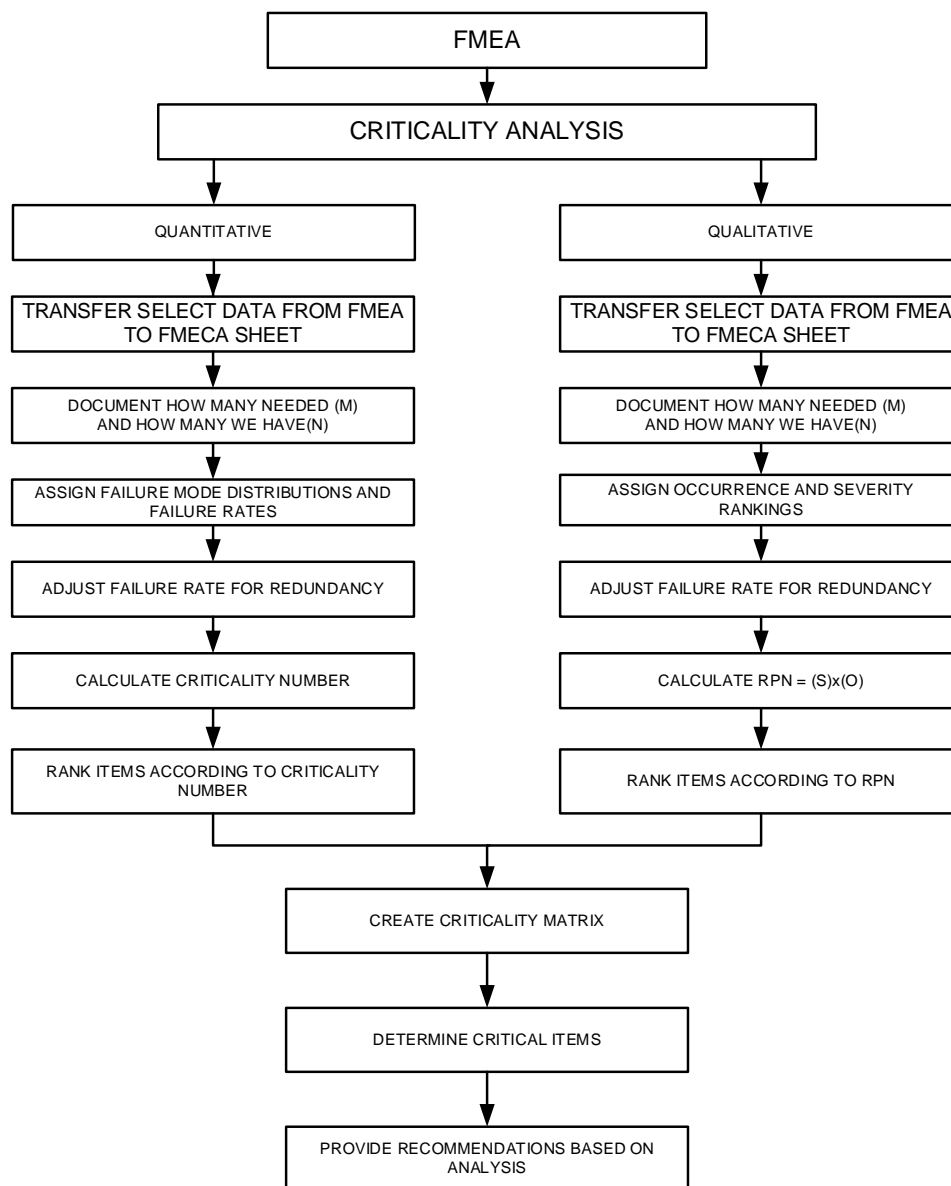 FMEA
CRITICALITY ANALYSIS
QUANTITATIVE
TRANSFER SELECT DATA FROM FMEA
TO FMECA SHEET
DOCUMENT HOW MANY NEEDED (M)
AND HOW MANY WE HAVE(N)
ASSIGN FAILURE MODE DISTRIBUTIONS AND
FAILURE RATES
ADJUST FAILURE RATE FOR REDUNDANCY
CALCULATE CRITICALITY NUMBER
RANK ITEMS ACCORDING TO CRITICALITY
NUMBER
QUALITATIVE
TRANSFER SELECT DATA FROM FMEA
TO FMECA SHEET
DOCUMENT HOW MANY NEEDED (M)
AND HOW MANY WE HAVE(N)
ASSIGN OCCURRENCE AND SEVERITY
RANKINGS
ADJUST FAILURE RATE FOR REDUNDANCY
CALCULATE RPN = (S)x(O)
RANK ITEMS ACCORDING TO RPN
CREATE CRITICALITY MATRIX
DETERMINE CRITICAL ITEMS
PROVIDE RECOMMENDATIONS BASED ON
ANALYSIS